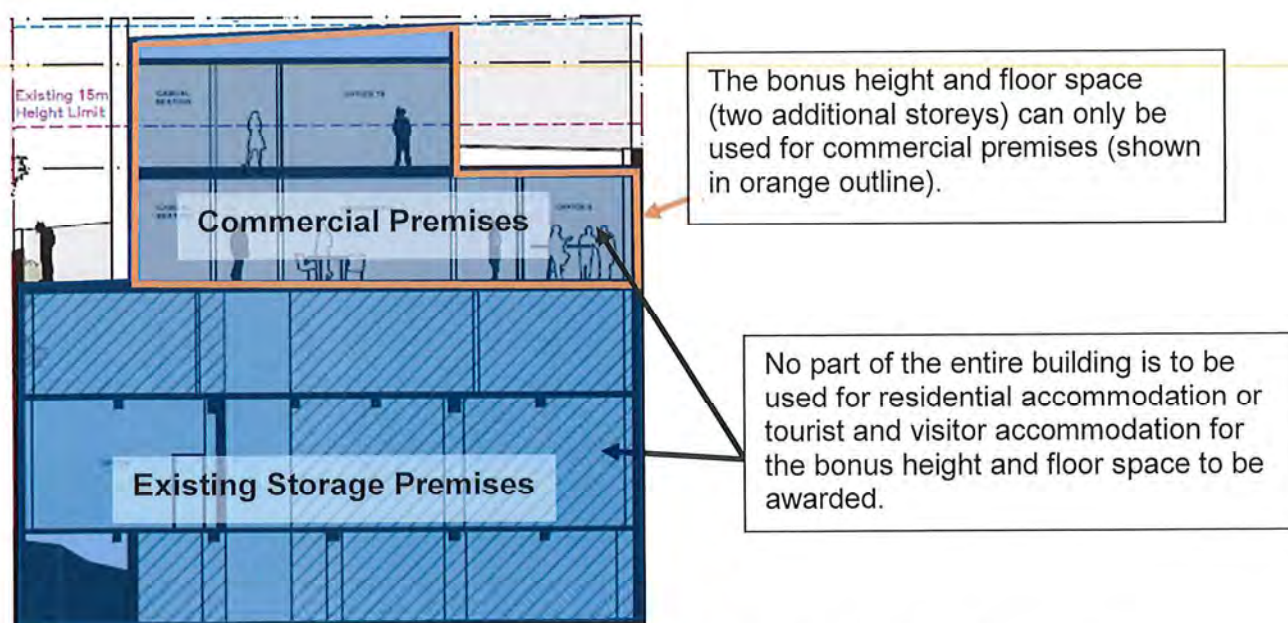 Existing 15m
Height Limit
CASUAL
SEATING
Commercial Premises
Existing Storage Premises
The bonus height and floor space
(two additional storeys) can only be
used for commercial premises (shown
in orange outline).
No part of the entire building is to be
used for residential accommodation or
tourist and visitor accommodation for
the bonus height and floor space to be
awarded.